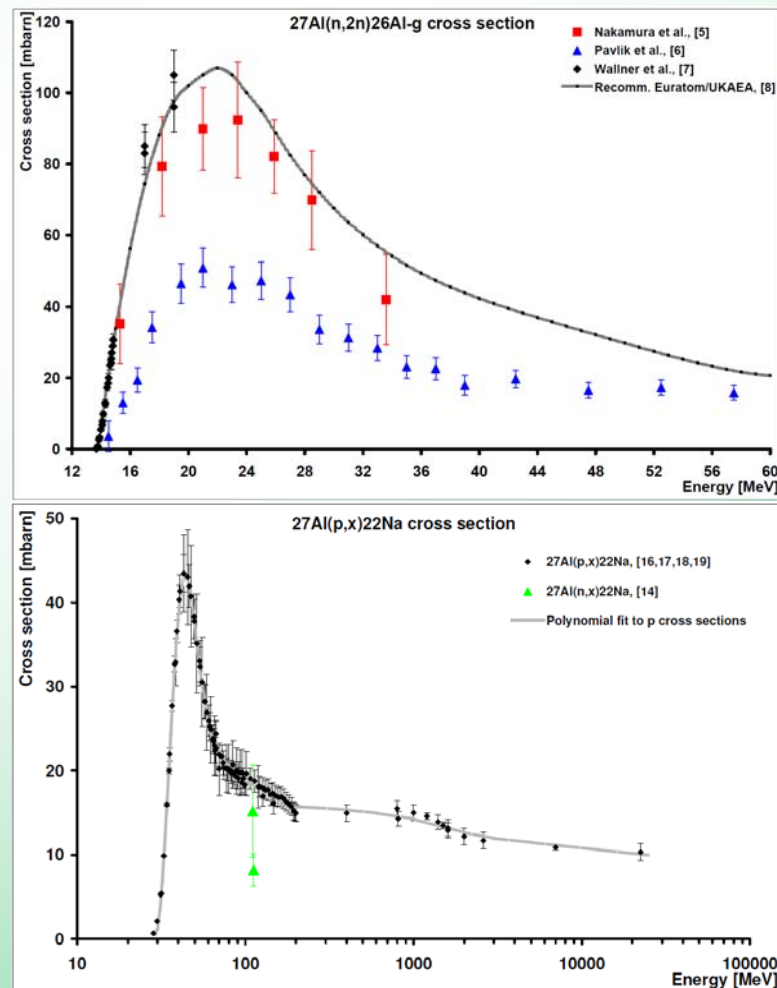 27Al(n,2n)26Al-g cross section
Cross section [mbarn]
Nakamura et al., [5]
Pavlik et al., [6]
Wallner et al., [7]
Recomm. Euratom/UKAEA, [8]
120
100
80
60
40
20
0
12 16 20 24 28 32 36 40 44 48 52 56 60
Energy [MeV]
27Al(p,x)22Na cross section
Cross section [mbarn]
27Al(p,x)22Na, [16,17,18,19]
27Al(n,x)22Na, [14]
Polynomial fit to p cross sections
50
40
30
20
10
0
10 100 1000 10000 100000
Energy [MeV]